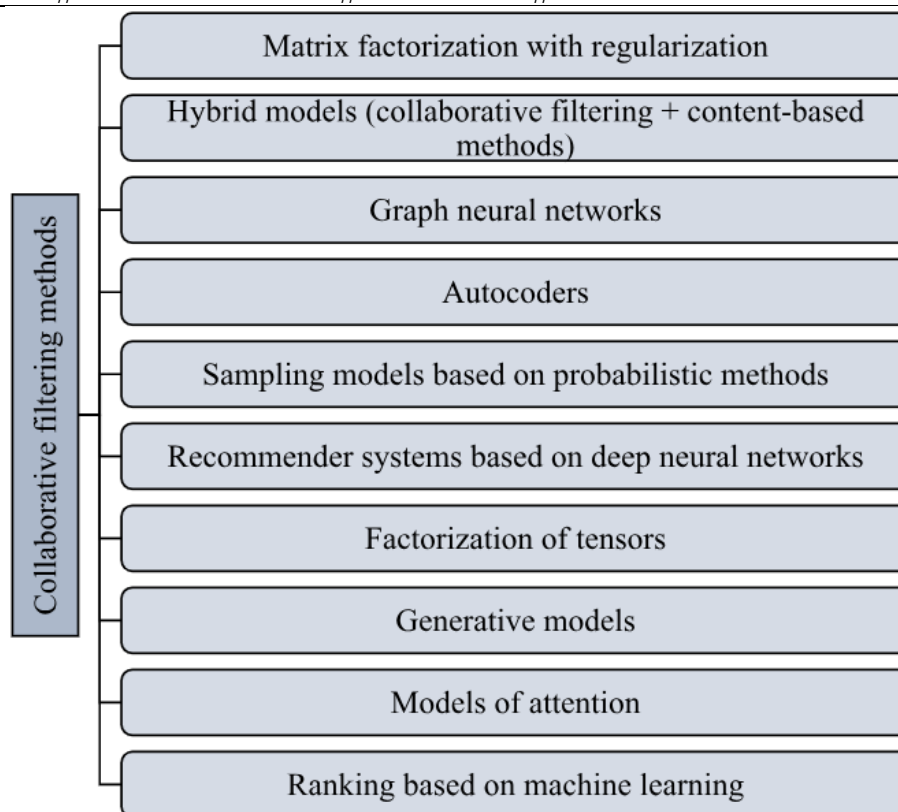 Collaborative filtering methods
Matrix factorization with regularization
Hybrid models (collaborative filtering + content-based
methods)
Graph neural networks
Autocoders
Sampling models based on probabilistic methods
Recommender systems based on deep neural networks
Factorization of tensors
Generative models
Models of attention
Ranking based on machine learning